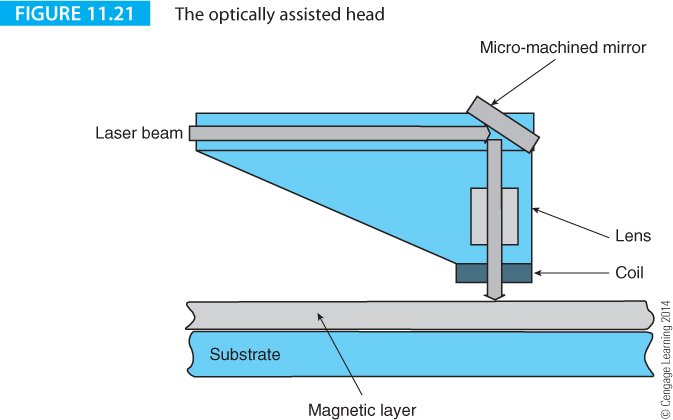 FIGURE 11.21 The optically assisted head
Micro-machined mirror
Laser beam
Lens
Coil
Substrate
Magnetic layer
© Cengage Learning 2014